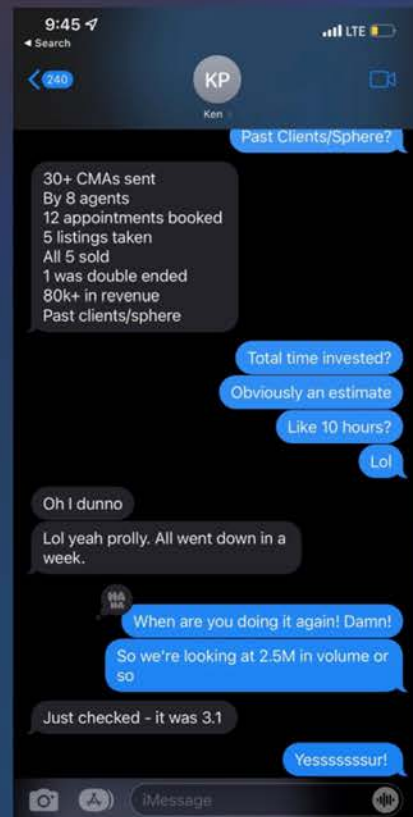 9:45
LTE
Search
240
KP
Ken
Past Clients/Sphere?
30+ CMAs sent
By 8 agents
12 appointments booked
5 listings taken
All 5 sold
1 was double ended
80k+ in revenue
Past clients/sphere
Total time invested?
Obviously an estimate
Like 10 hours?
Lol
Oh I dunno
Lol yeah prolly. All went down in a
week.
HA
HA
When are you doing it again! Damn!
So we're looking at 2.5M in volume or
so
Just checked - it was 3.1
Yesssssssur!
iMessage